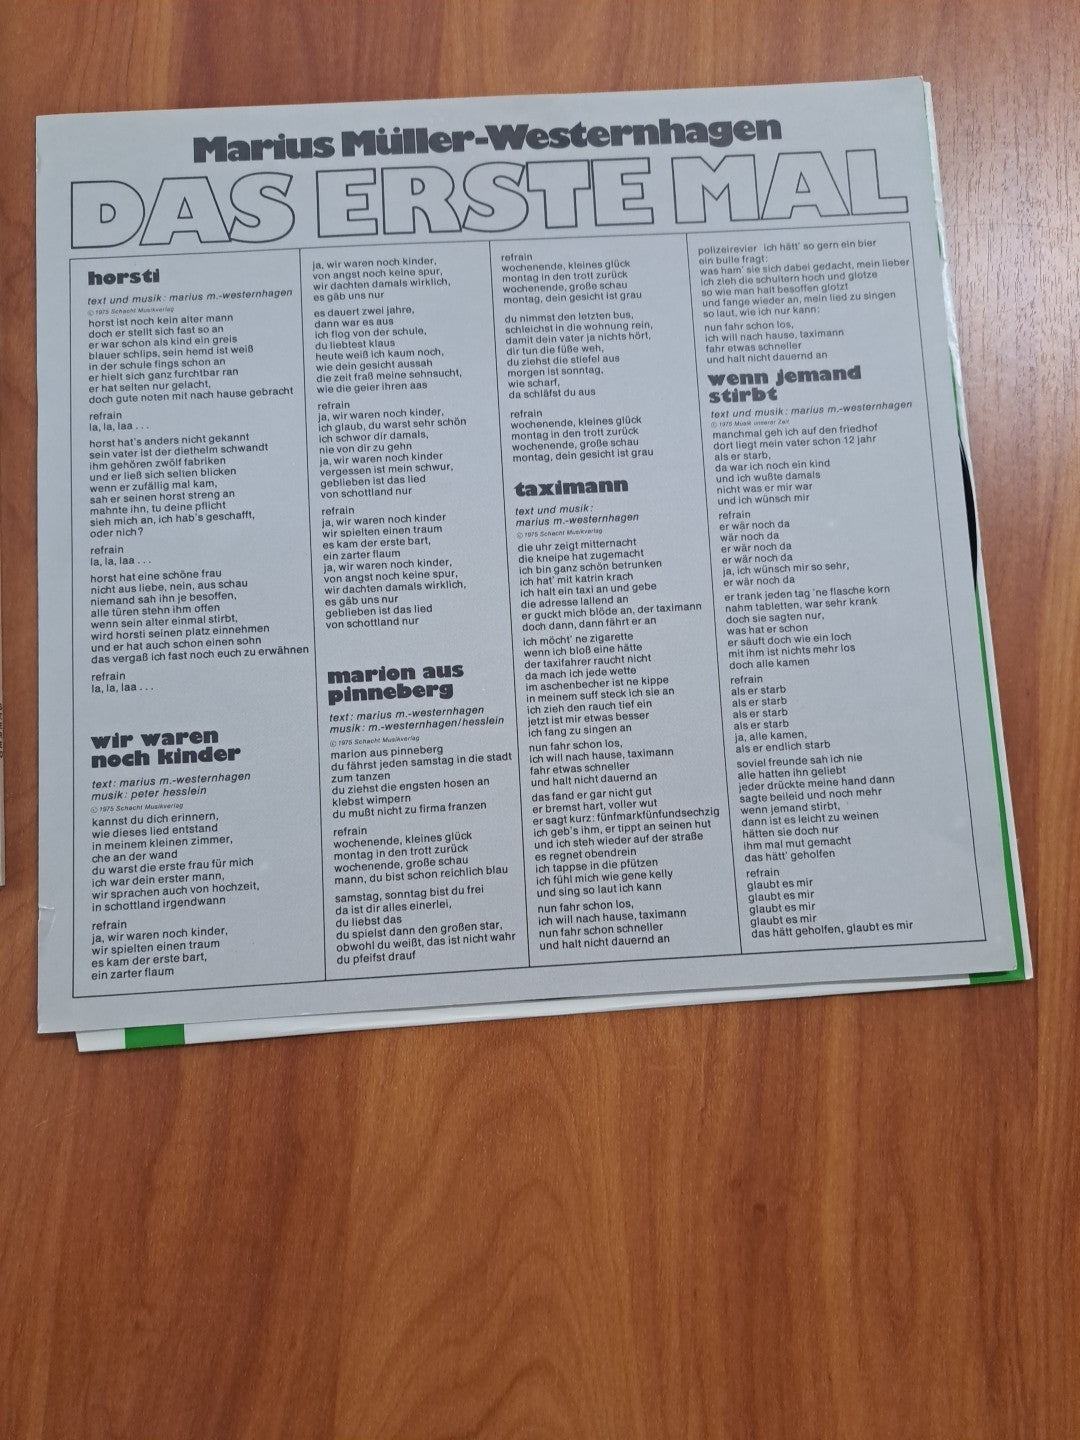 Marius Müller-Westernhagen
DAS ERSTE MAL
horsti
text und musik: marius m.-westernhagen
© 1975 Schacht Musikverlag
horst ist noch kein alter mann
doch er stellt sich fast so an
er war schon als kind ein greis
blauer schlips, sein hemd ist weiß
in der schule fings schon an
er hielt sich ganz furchtbar ran
er hat selten nur gelacht,
doch gute noten mit nach hause gebracht
refrain
la, la, laa . . .
horst hat's anders nicht gekannt
sein vater ist der diethelm schwandt
ihm gehören zwölf fabriken
und er ließ sich selten blicken
wenn er zufällig mal kam,
sah er seinen horst streng an
mahnte ihn, tu deine pflicht
sieh mich an, ich hab's geschafft,
oder nich?
refrain
la, la, laa . . .
horst hat eine schöne frau
nicht aus liebe, nein, aus schau
niemand sah ihn je besoffen,
alle türen stehn ihm offen
wenn sein alter einmal stirbt,
wird horsti seinen platz einnehmen
und er hat auch schon einen sohn
das vergaß ich fast noch euch zu erwähnen
refrain
la, la, laa . . .
wir waren
noch kinder
text: marius m.-westernhagen
musik: peter hesslein
© 1975 Schacht Musikverlag
kannst du dich erinnern,
wie dieses lied entstand
in meinem kleinen zimmer,
che an der wand
du warst die erste frau für mich
ich war dein erster mann,
wir sprachen auch von hochzeit,
in schottland irgendwann
refrain
ja, wir waren noch kinder,
wir spielten einen traum
es kam der erste bart,
ein zarter flaum
ja, wir waren noch kinder,
von angst noch keine spur,
wir dachten damals wirklich,
es gäb uns nur
es dauert zwei jahre,
dann war es aus
ich flog von der schule,
du liebtest klaus
heute weiß ich kaum noch,
wie dein gesicht aussah
die zeit fraß meine sehnsucht,
wie die geier ihren aas
refrain
ja, wir waren noch kinder,
ich glaub, du warst sehr schön
ich schwor dir damals,
nie von dir zu gehn
ja, wir waren noch kinder
vergessen ist mein schwur,
geblieben ist das lied
von schottland nur
refrain
ja, wir waren noch kinder
wir spielten einen traum
es kam der erste bart,
ein zarter flaum
ja, wir waren noch kinder,
von angst noch keine spur,
wir dachten damals wirklich,
es gäb uns nur
geblieben ist das lied
von schottland nur
marion aus
pinneberg
text: marius m.-westernhagen
musik: m.-westernhagen/hesslein
© 1975 Schacht Musikverlag
marion aus pinneberg
du fährst jeden samstag in die stadt
zum tanzen
du ziehst die engsten hosen an
klebst wimpern
du mußt nicht zu firma franzen
refrain
wochenende, kleines glück
montag in den trott zurück
wochenende, große schau
mann, du bist schon reichlich blau
samstag, sonntag bist du frei
da ist dir alles einerlei,
du liebst das
du spielst dann den großen star,
obwohl du weißt, das ist nicht wahr
du pfeifst drauf
refrain
wochenende, kleines glück
montag in den trott zurück
wochenende, große schau
montag, dein gesicht ist grau
du nimmst den letzten bus,
schleichst in die wohnung rein,
damit dein vater ja nichts hört,
dir tun die füße weh,
du ziehst die stiefel aus
morgen ist sonntag,
wie scharf,
da schläfst du aus
refrain
wochenende, kleines glück
montag in den trott zurück
wochenende, große schau
montag, dein gesicht ist grau
taximann
text und musik:
marius m.-westernhagen
© 1975 Schacht Musikverlag
die uhr zeigt mitternacht
die kneipe hat zugemacht
ich bin ganz schön betrunken
ich hat' mit katrin krach
ich halt ein taxi an und gebe
die adresse lallend an
er guckt mich blöde an, der taximann
doch dann, dann fährt er an
ich möcht' ne zigarette
wenn ich bloß eine hätte
der taxifahrer raucht nicht
da mach ich jede wette
im aschenbecher ist ne kippe
in meinem suff steck ich sie an
ich zieh den rauch tief ein
jetzt ist mir etwas besser
ich fang zu singen an
nun fahr schon los,
ich will nach hause, taximann
fahr etwas schneller
und halt nicht dauernd an
das fand er gar nicht gut
er bremst hart, voller wut
er sagt kurz: fünfmarkfünfundsechzig
ich geb's ihm, er tippt an seinen hut
und ich steh wieder auf der straße
es regnet obendrein
ich tappse in die pfützen
ich fühl mich wie gene kelly
und sing so laut ich kann
nun fahr schon los,
ich will nach hause, taximann
nun fahr schon schneller
und halt nicht dauernd an
polizeirevier ich hätt' so gern ein bier
ein bulle fragt:
was ham' sie sich dabei gedacht, mein lieber
ich zieh die schultern hoch und glotze
so wie man halt besoffen glotzt
und fange wieder an, mein lied zu singen
so laut, wie ich nur kann:
nun fahr schon los,
ich will nach hause, taximann
fahr etwas schneller
und halt nicht dauernd an
wenn jemand
stirbt
text und musik: marius m.-westernhagen
© 1975 Musik unserer Zeit
manchmal geh ich auf den friedhof
dort liegt mein vater schon 12 jahr
als er starb,
da war ich noch ein kind
und ich wußte damals
nicht was er mir war
und ich wünsch mir
refrain
er wär noch da
wär noch da
er wär noch da
er wär noch da
ja, ich wünsch mir so sehr,
er wär noch da
er trank jeden tag 'ne flasche korn
nahm tabletten, war sehr krank
doch sie sagten nur,
was hat er schon
er säuft doch wie ein loch
mit ihm ist nichts mehr los
doch alle kamen
refrain
als er starb
als er starb
als er starb
als er starb
ja, alle kamen,
als er endlich starb
soviel freunde sah ich nie
alle hatten ihn geliebt
jeder drückte meine hand dann
sagte beileid und noch mehr
wenn jemand stirbt,
dann ist es leicht zu weinen
hätten sie doch nur
ihm mal mut gemacht
das hätt' geholfen
refrain
glaubt es mir
glaubt es mir
glaubt es mir
glaubt es mir
das hätt geholfen, glaubt es mir